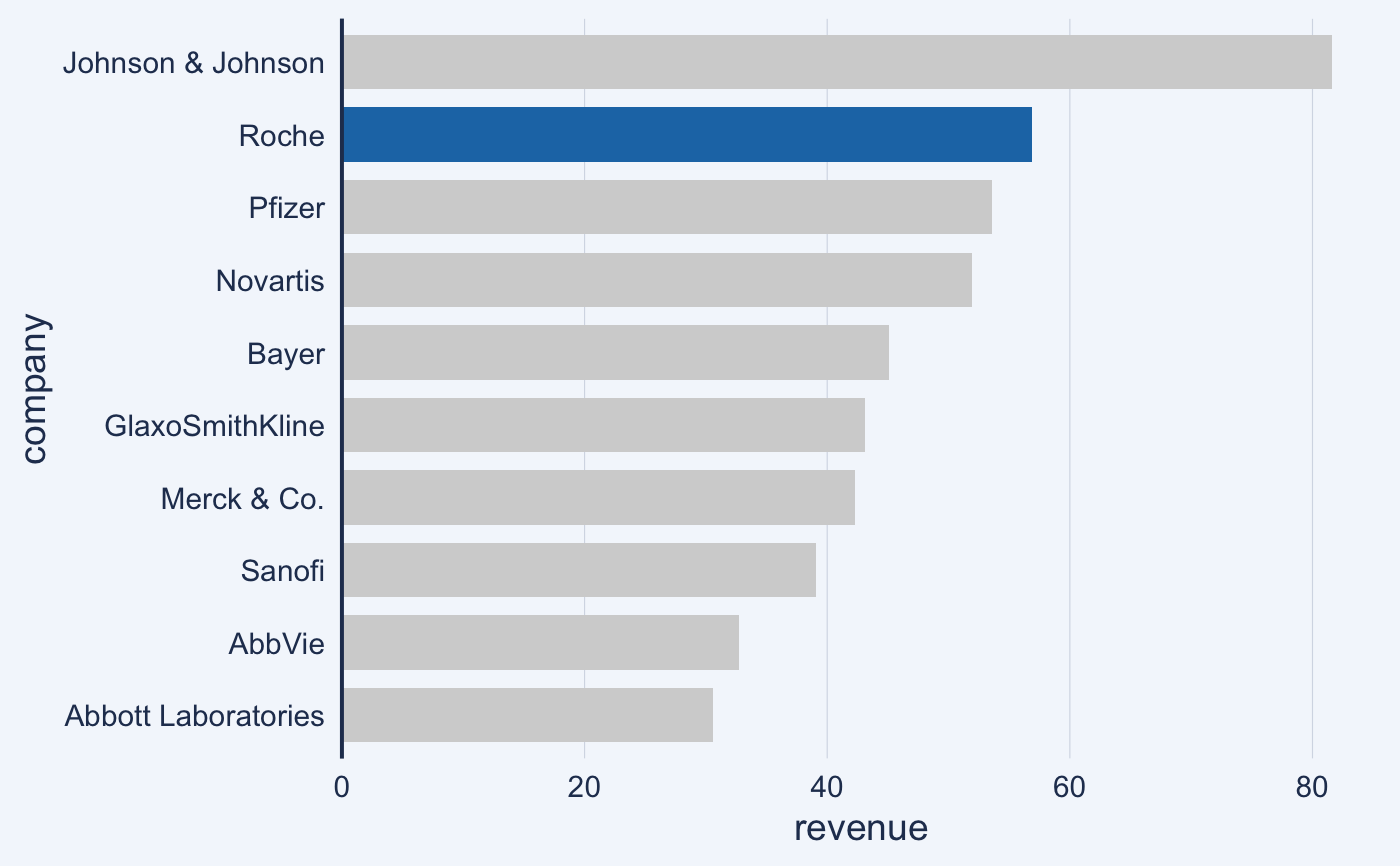 Johnson & Johnson
Roche
Pfizer
Novartis
Bayer
GlaxoSmithKline
Merck & Co.
Sanofi
AbbVie
Abbott Laboratories
company
0 20 40 60 80
revenue